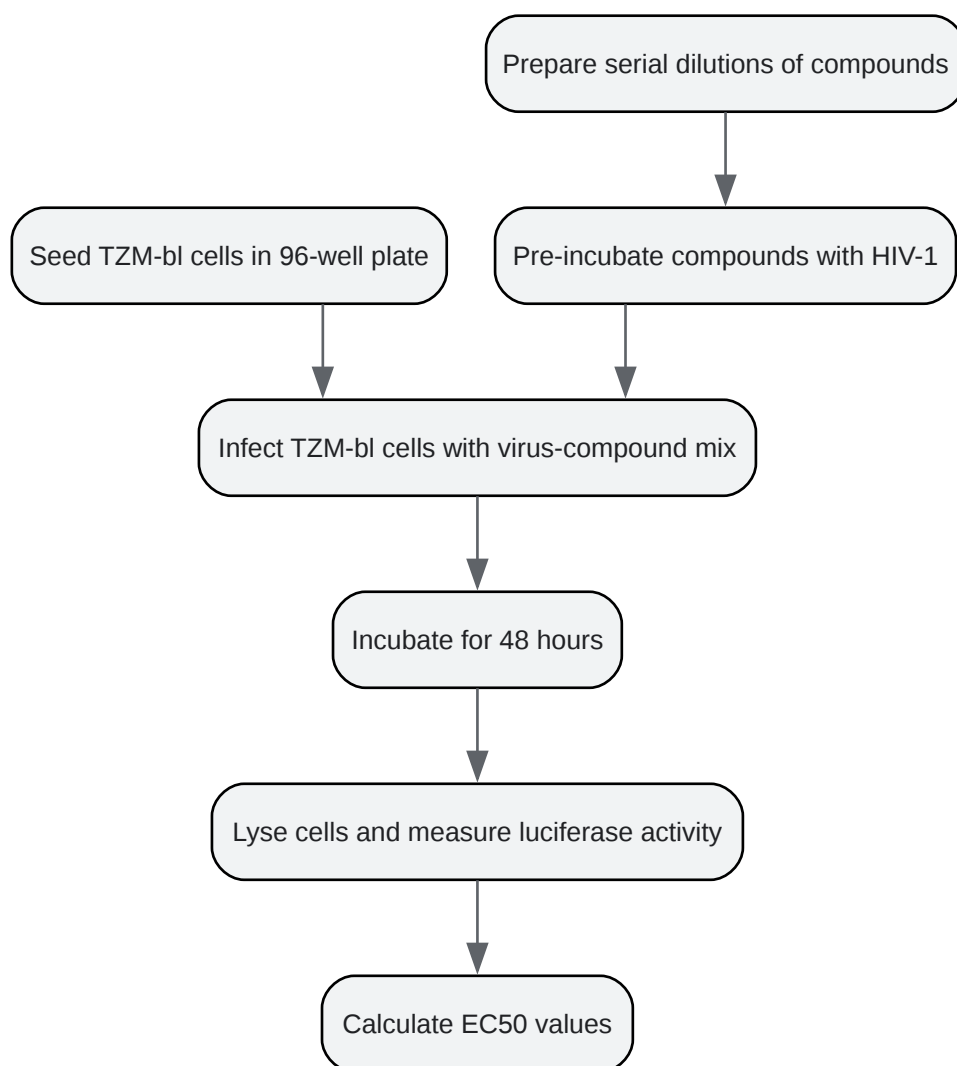 Prepare serial dilutions of compounds
Seed TZM-bl cells in 96-well plate
Pre-incubate compounds with HIV-1
Infect TZM-bl cells with virus-compound mix
Incubate for 48 hours
Lyse cells and measure luciferase activity
Calculate EC50 values